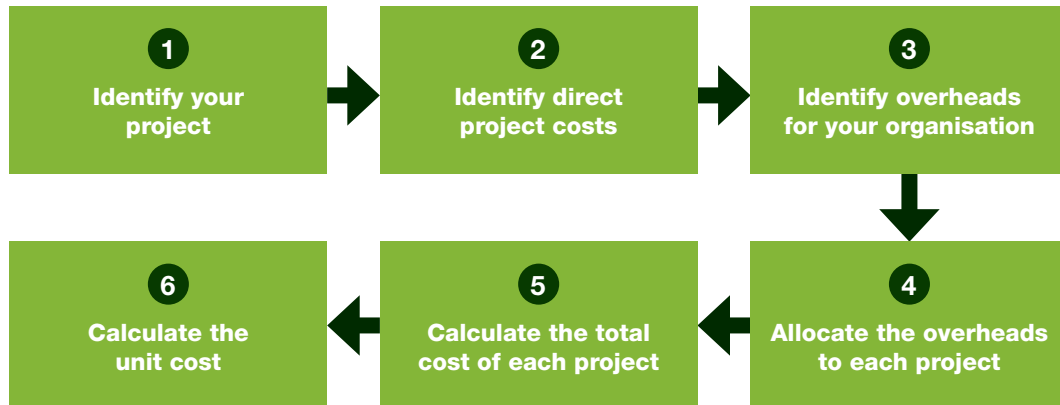 1
Identify your
project
2
Identify direct
project costs
3
Identify overheads
for your organisation
4
Allocate the overheads
to each project
5
Calculate the total
cost of each project
6
Calculate the
unit cost